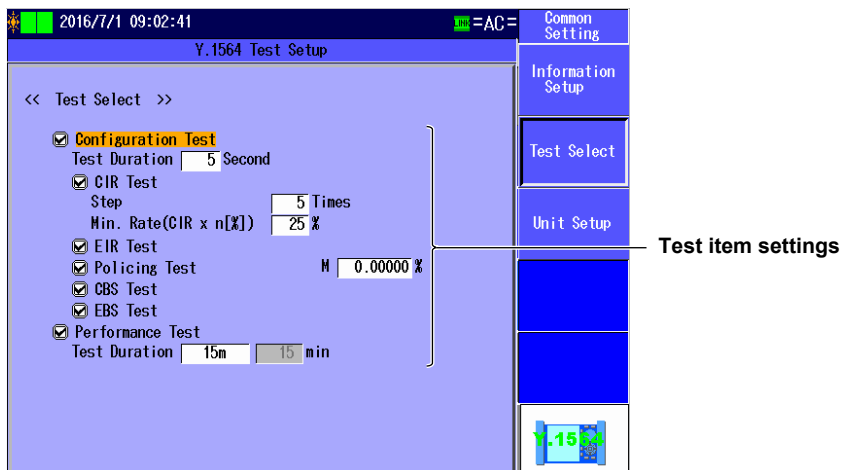 2016/7/1 09:02:41
LINK =AC=
Common
Setting
Y.1564 Test Setup
Information
Setup
<< Test Select >>
Configuration Test
Test Duration 5 Second
Test Select
CIR Test
Step 5 Times
Min. Rate(CIR x n[%]) 25 %
Unit Setup
EIR Test
Test item settings
Policing Test M 0.00000 %
CBS Test
EBS Test
Performance Test
Test Duration 15m 15 min
Y.1564